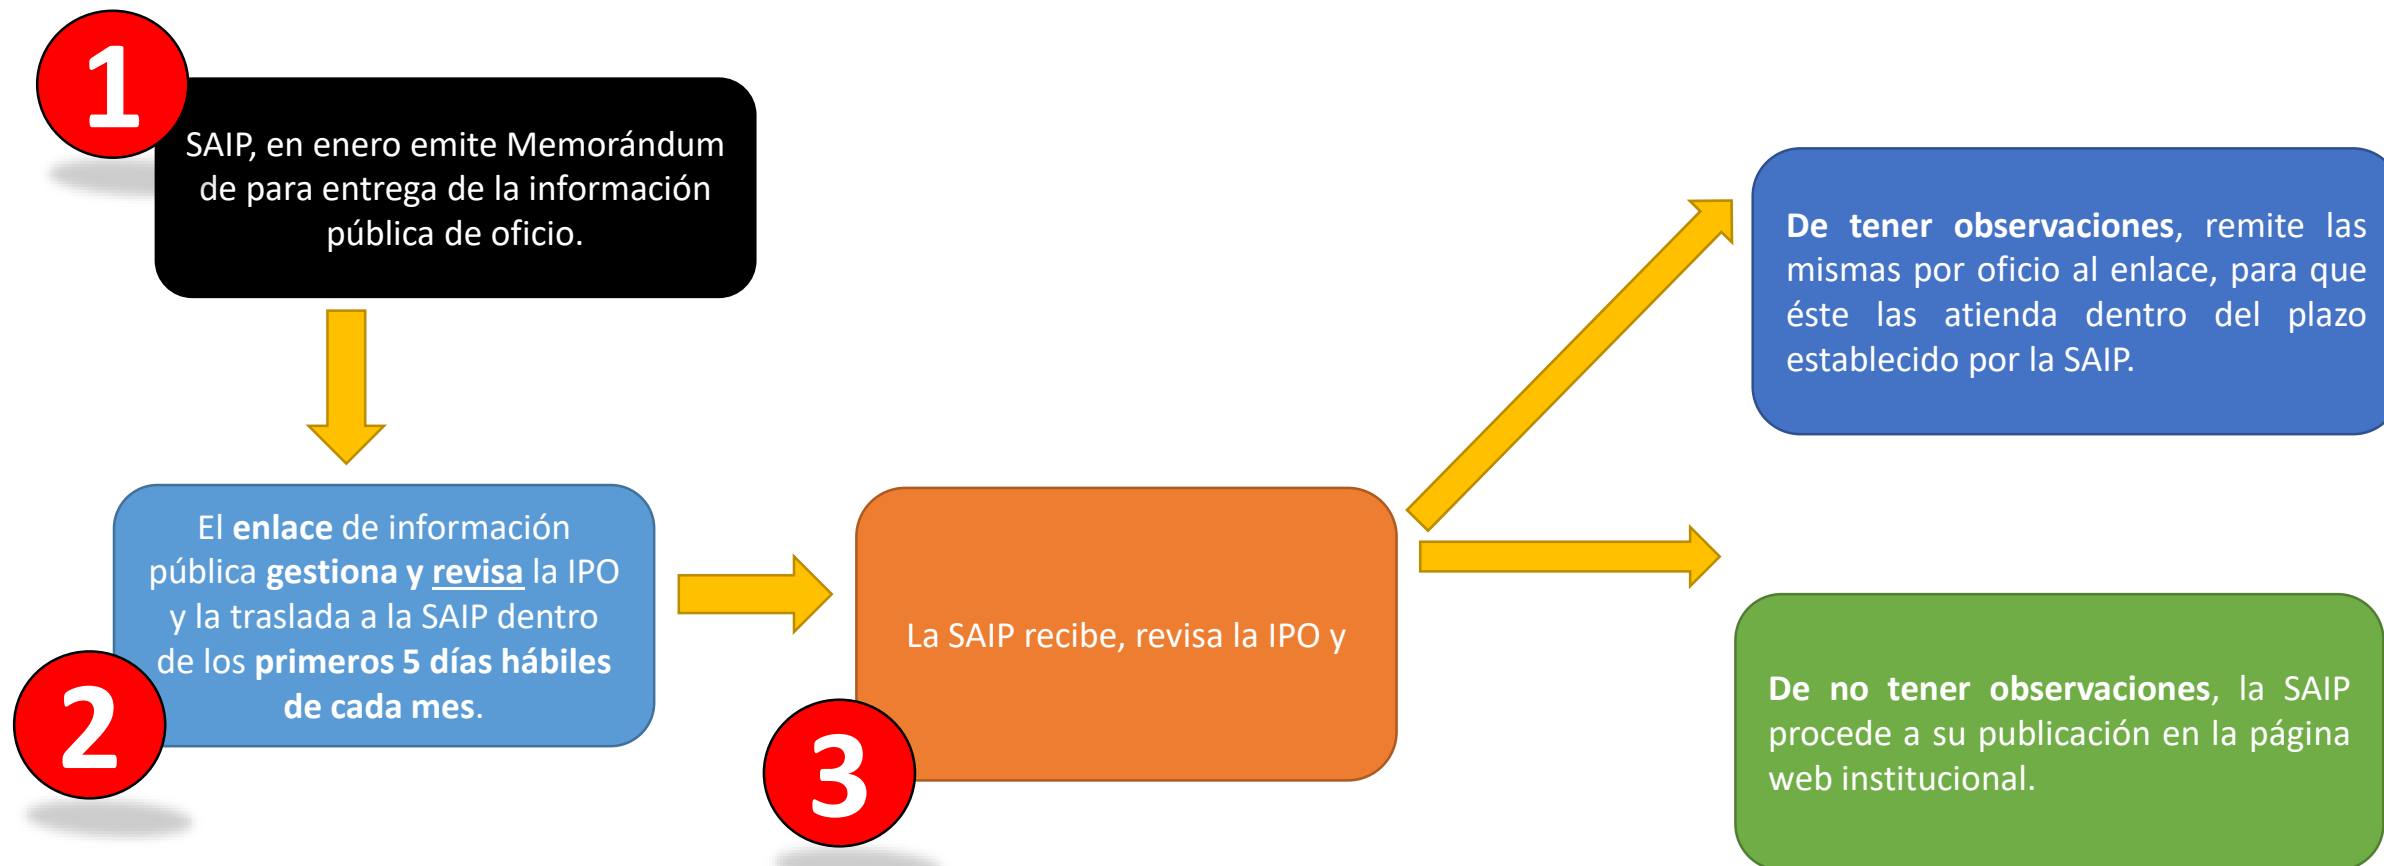 1
SAIP, en enero emite Memorándum
de para entrega de la información
pública de oficio.
El enlace de información
pública gestiona y revisa la IPO
y la traslada a la SAIP dentro
de los primeros 5 días hábiles
de cada mes.
2
La SAIP recibe, revisa la IPO y
3
De tener observaciones, remite las
mismas por oficio al enlace, para que
éste las atienda dentro del plazo
establecido por la SAIP.
De no tener observaciones, la SAIP
procede a su publicación en la página
web institucional.